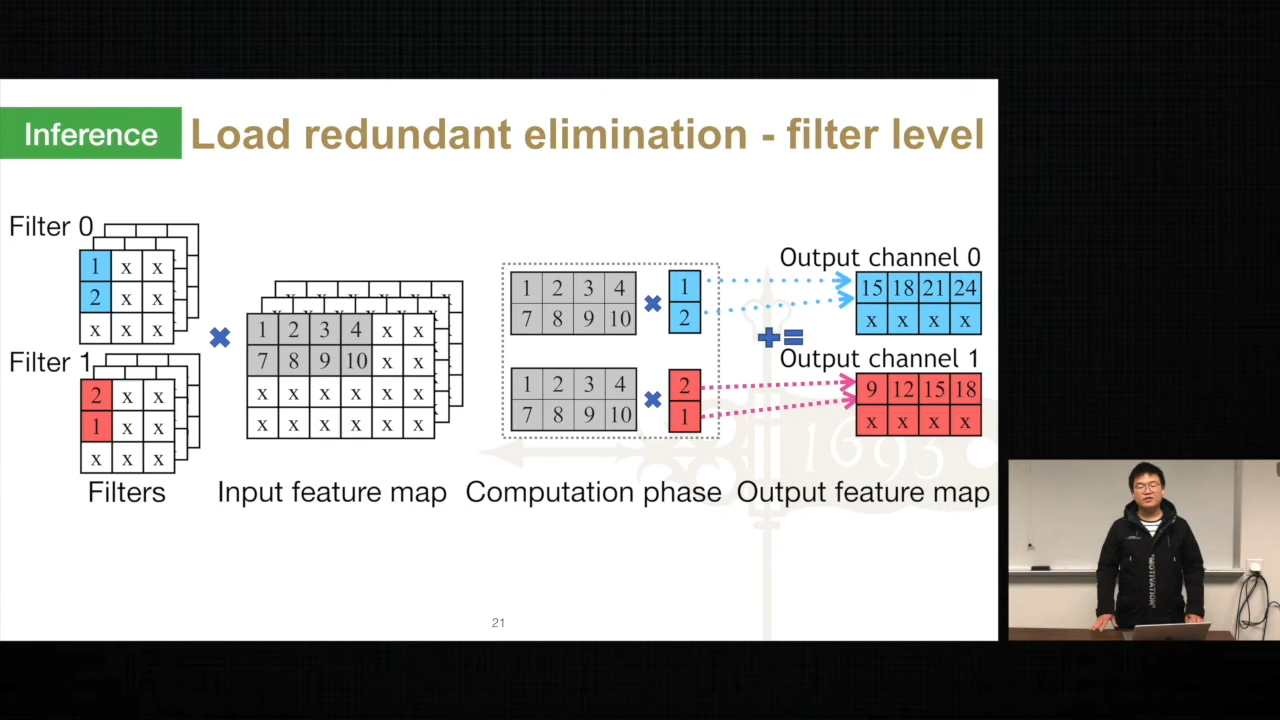 Inference
Load redundant elimination - filter level
Filter 0
1 x x
2 x x
x x x
Filter 1
2 x x
1 x x
x x x
Filters
1 2 3 4 x x
7 8 9 10 x x
x x x x x x
x x x x x x
Input feature map
1 2 3 4
7 8 9 10
1
2
1 2 3 4
7 8 9 10
2
1
Computation phase
Output channel 0
15 18 21 24
x x x x
Output channel 1
9 12 15 18
x x x x
Output feature map
1693
21
"MOTIVATION"